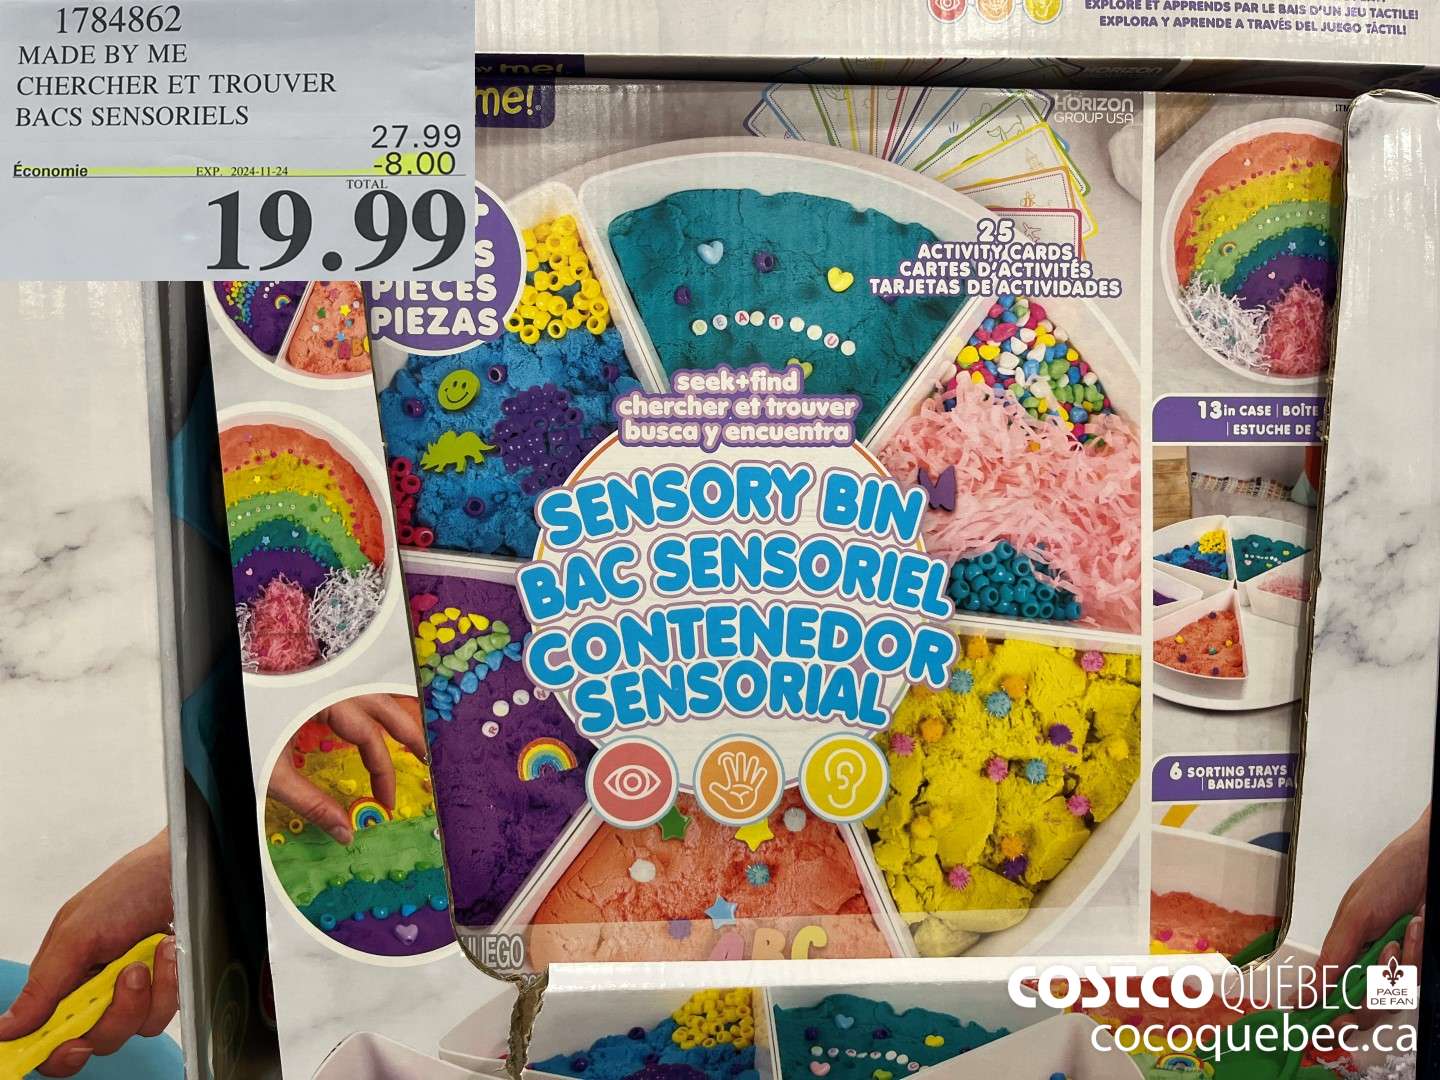 1784862
MADE BY ME
CHERCHER ET TROUVER
BACS SENSORIELS
27.99
Économie EXP. 2024-11-24 -8.00
TOTAL
19.99
EXPLORE ET APPRENDS PAR LE BAIS D'UN JEU TACTILE!
EXPLORA Y APRENDE A TRAVÉS DEL JUEGO TÁCTIL!
me!
me!
HORIZON
GROUP USA
PIECES
PIEZAS
25
ACTIVITY CARDS
CARTES D'ACTIVITÉS
TARJETAS DE ACTIVIDADES
seek+find
chercher et trouver
busca y encuentra
SENSORY BIN
BAC SENSORIEL
CONTENEDOR
SENSORIAL
13in CASE | BOÎTE
| ESTUCHE DE
6 SORTING TRAYS
| BANDEJAS
ABC
JUEGO
COSTCO QUÉBEC PAGE DE FAN
cocoquebec.ca